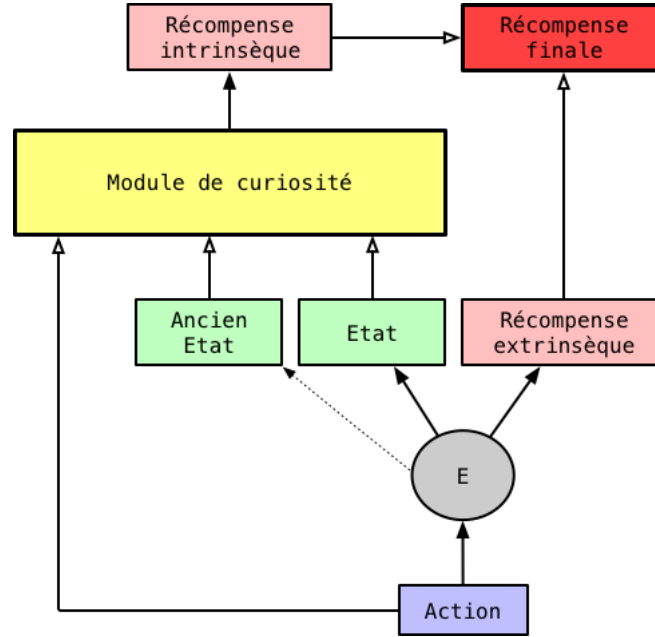 Récompense
intrinsèque
Récompense
finale
Module de curiosité
Ancien
Etat
Etat
Récompense
extrinsèque
E
Action